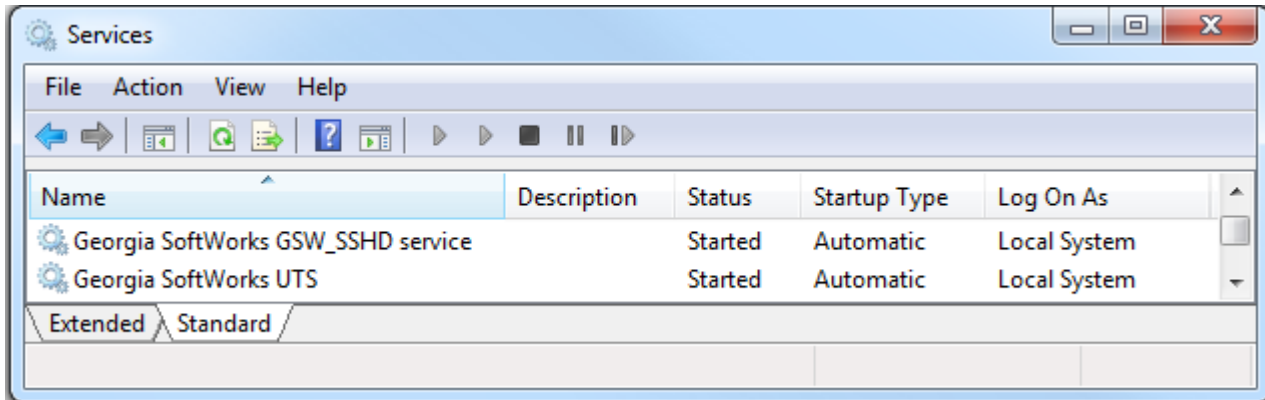 Services
File Action View Help
Name Description Status Startup Type Log On As
Georgia SoftWorks GSW_SSHD service Started Automatic Local System
Georgia SoftWorks UTS Started Automatic Local System
Extended Standard